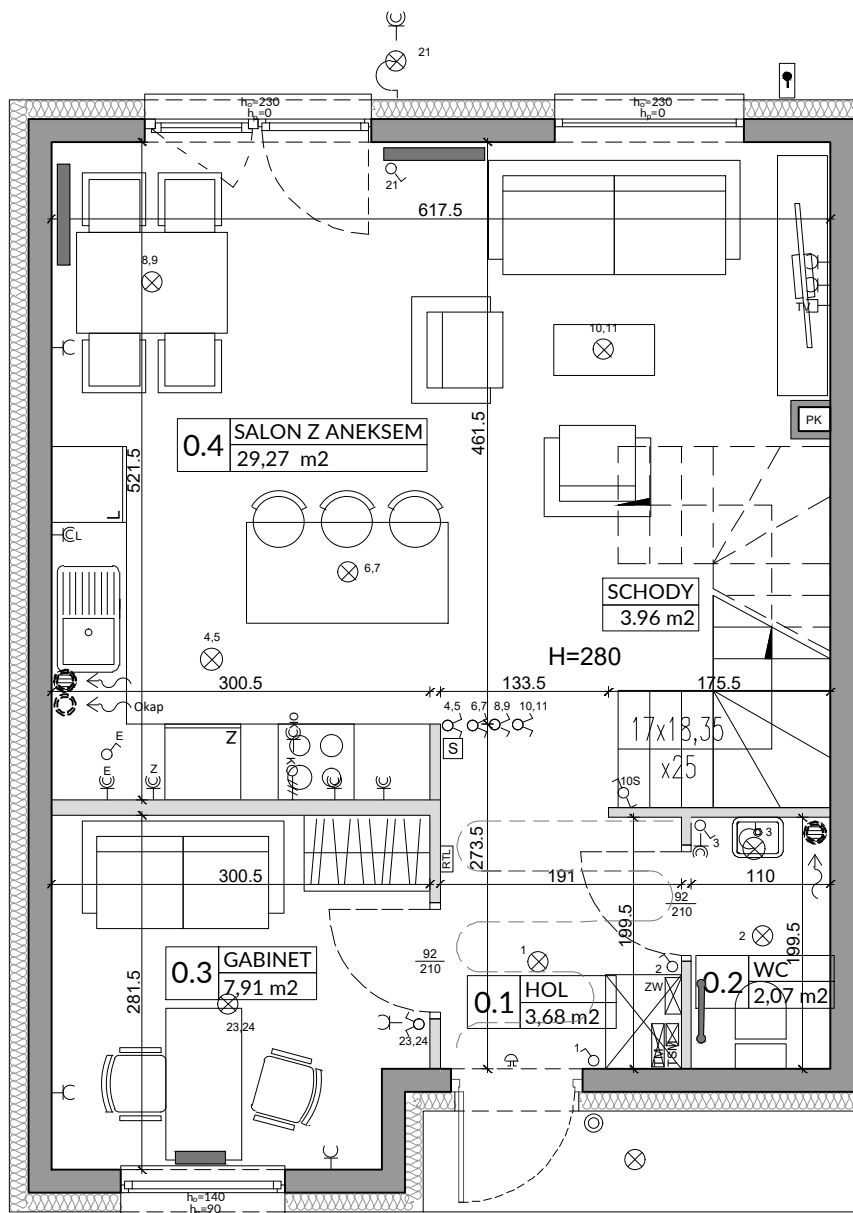 21
hₒ=230
hₚ=0
hₒ=230
hₚ=0
21
617.5
8,9
10,11
TV
PK
0.4 SALON Z ANEKSEM
29,27 m2
521.5
461.5
L
L
6,7
SCHODY
3.96 m2
4,5
H=280
300.5
133.5
175.5
Okap
4,5
6,7
8,9
10,11
S
E
E
Z
Z
OK
K
17x18,35
x25
10S
3
3
273.5
RTL
300.5
191
110
92
210
199.5
199.5
92
210
1
2
2
0.3 GABINET
7,91 m2
281.5
23,24
23,24
0.1 HOL
3,68 m2
ZW
TM
TSM
0.2 WC
2,07 m2
1
hₒ=140
hₚ=90